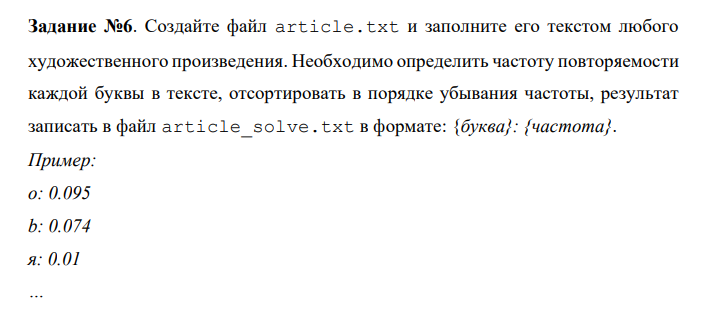 Задание №6. Создайте файл article.txt и заполните его текстом любого
художественного произведения. Необходимо определить частоту повторяемости
каждой буквы в тексте, отсортировать в порядке убывания частоты, результат
записать в файл article_solve.txt в формате: {буква}: {частота}.
Пример:
о: 0.095
b: 0.074
я: 0.01
...